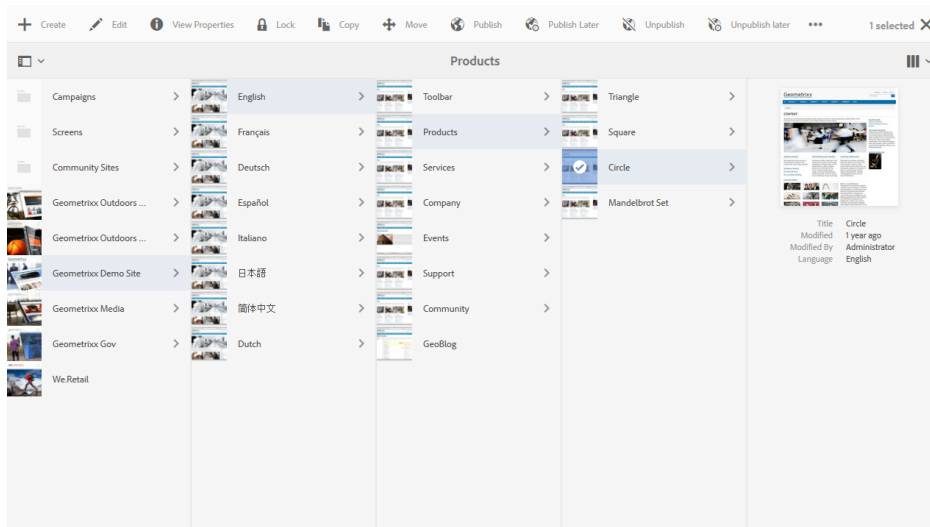 Create Edit View Properties Lock Copy Move Publish Publish Later Unpublish Unpublish later 1 selected
Products
Campaigns
Screens
Community Sites
Geometrixx Outdoors ...
Geometrixx Outdoors ...
Geometrixx Demo Site
Geometrixx Media
Geometrixx Gov
We.Retail
English
Français
Deutsch
Español
Italiano
日本語
简体中文
Dutch
Toolbar
Products
Services
Company
Events
Support
Community
GeoBlog
Triangle
Square
Circle
Mandelbrot Set
Geometrixx
Title Circle
Modified 1 year ago
Modified By Administrator
Language English